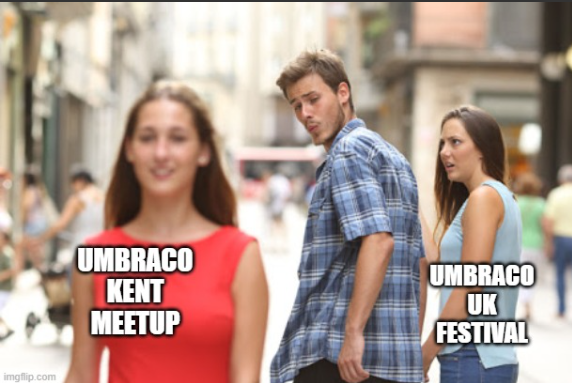 UMBRACO
KENT
MEETUP
UMBRACO
UK
FESTIVAL
imgflip.com